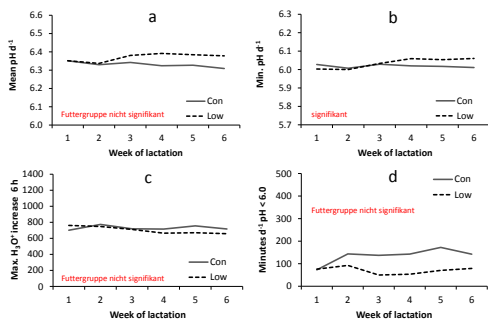 a
Mean pH d⁻¹
6.6
6.5
6.4
6.3
6.2
6.1
6.0
Con
Low
Futtergruppe nicht signifikant
1 2 3 4 5 6
Week of lactation
b
Min. pH d⁻¹
6.3
6.2
6.1
6.0
5.9
5.8
5.7
Con
Low
signifikant
1 2 3 4 5 6
Week of lactation
c
Max. H₃O⁺ increase 6 h
1400
1200
1000
800
600
400
200
0
Con
Low
Futtergruppe nicht signifikant
1 2 3 4 5 6
Week of lactation
d
Minutes d⁻¹ pH < 6.0
500
400
300
200
100
0
Con
Low
Futtergruppe nicht signifikant
1 2 3 4 5 6
Week of lactation